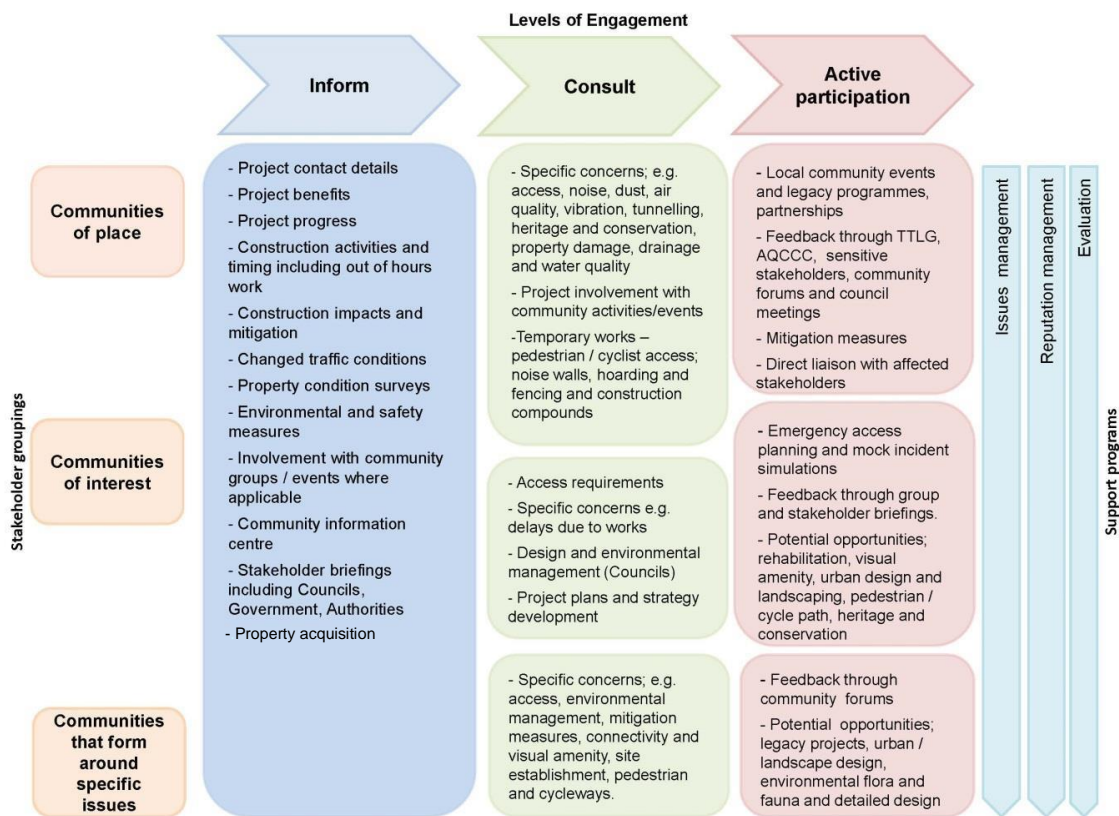 Levels of Engagement
Inform
Consult
Active
participation
Stakeholder groupings
Communities
of place
Communities
of interest
Communities
that form
around
specific
issues
- Project contact details
- Project benefits
- Project progress
- Construction activities and
timing including out of hours
work
- Construction impacts and
mitigation
- Changed traffic conditions
- Property condition surveys
- Environmental and safety
measures
- Involvement with community
groups / events where
applicable
- Community information
centre
- Stakeholder briefings
including Councils,
Government, Authorities
- Property acquisition
- Specific concerns; e.g.
access, noise, dust, air
quality, vibration, tunnelling,
heritage and conservation,
property damage, drainage
and water quality
- Project involvement with
community activities/events
-Temporary works –
pedestrian / cyclist access;
noise walls, hoarding and
fencing and construction
compounds
- Access requirements
- Specific concerns e.g.
delays due to works
- Design and environmental
management (Councils)
- Project plans and strategy
development
- Specific concerns; e.g.
access, environmental
management, mitigation
measures, connectivity and
visual amenity, site
establishment, pedestrian
and cycleways.
- Local community events
and legacy programmes,
partnerships
- Feedback through TTLG,
AQCCC, sensitive
stakeholders, community
forums and council
meetings
- Mitigation measures
- Direct liaison with affected
stakeholders
- Emergency access
planning and mock incident
simulations
- Feedback through group
and stakeholder briefings.
- Potential opportunities;
rehabilitation, visual
amenity, urban design and
landscaping, pedestrian /
cycle path, heritage and
conservation
- Feedback through
community forums
- Potential opportunities;
legacy projects, urban /
landscape design,
environmental flora and
fauna and detailed design
Issues management
Reputation management
Evaluation
Support programs